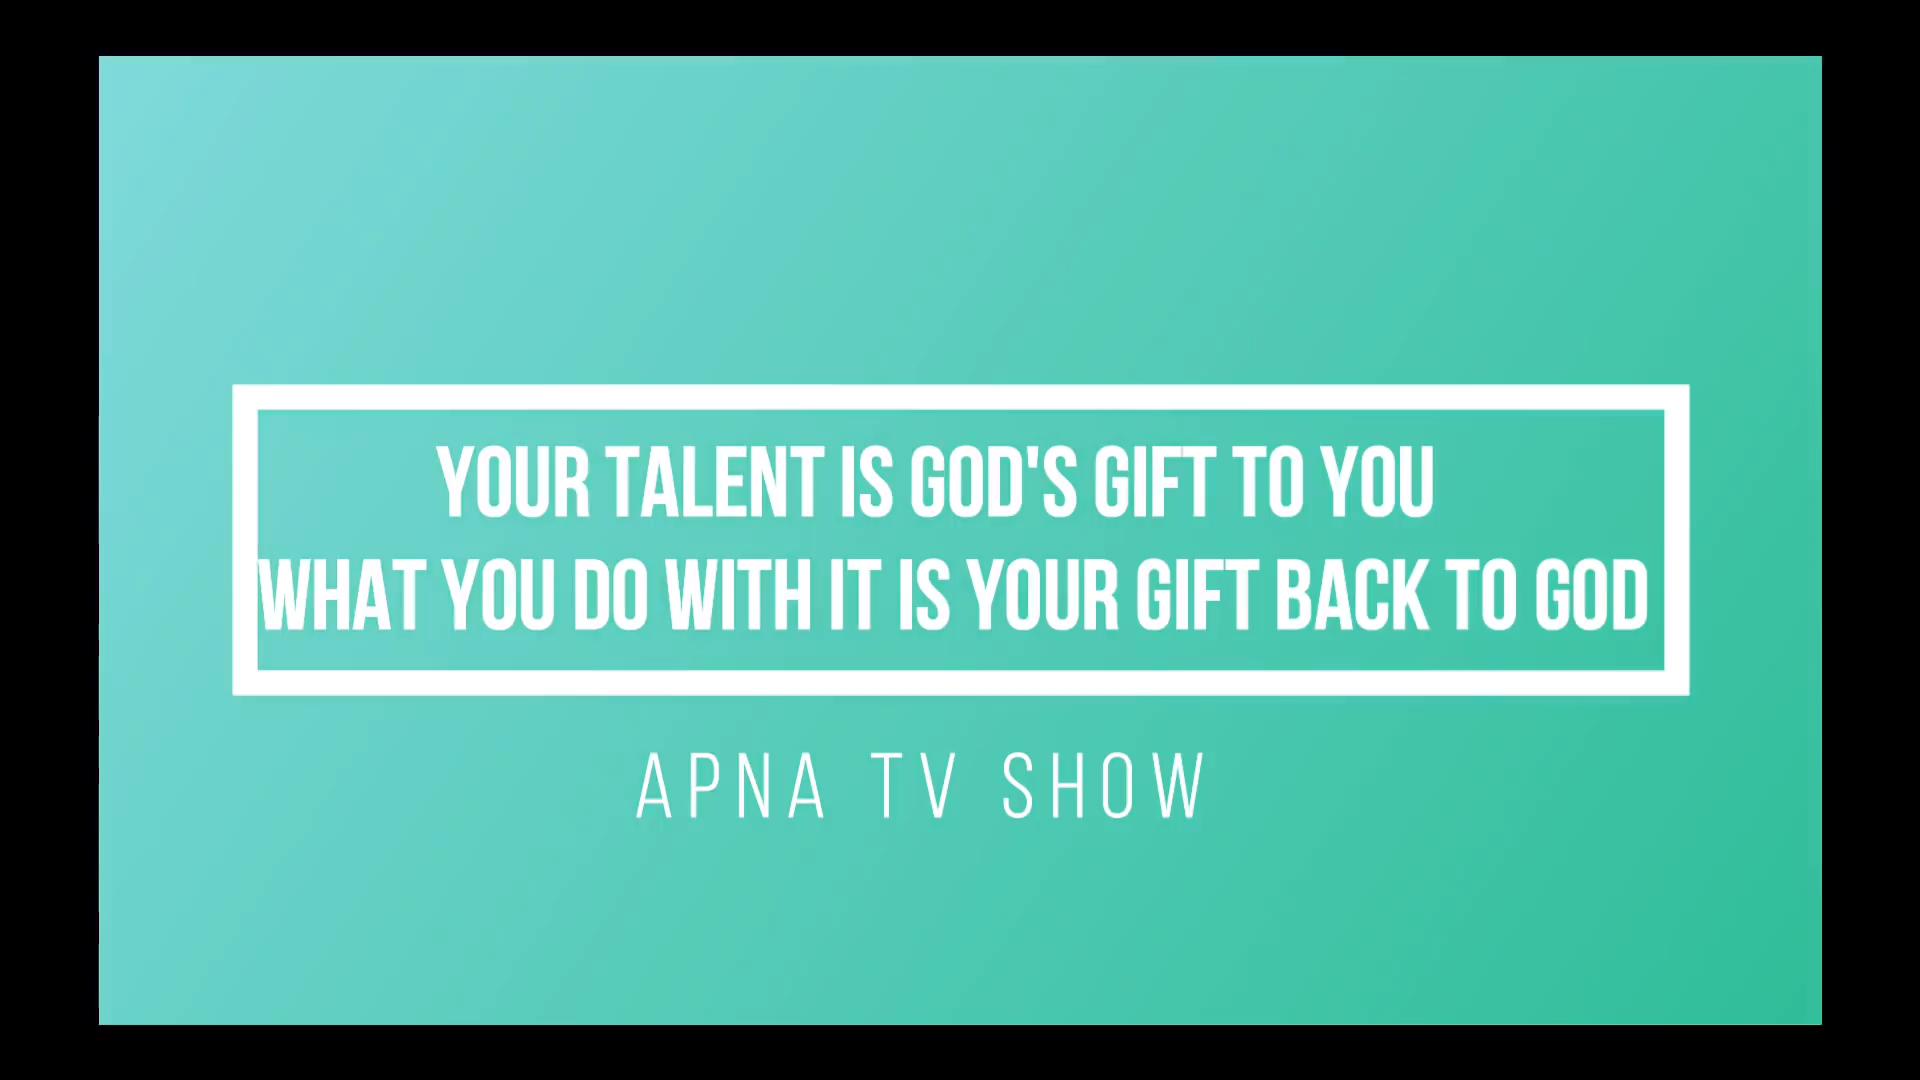 YOUR TALENT IS GOD'S GIFT TO YOU
WHAT YOU DO WITH IT IS YOUR GIFT BACK TO GOD
APNA TV SHOW